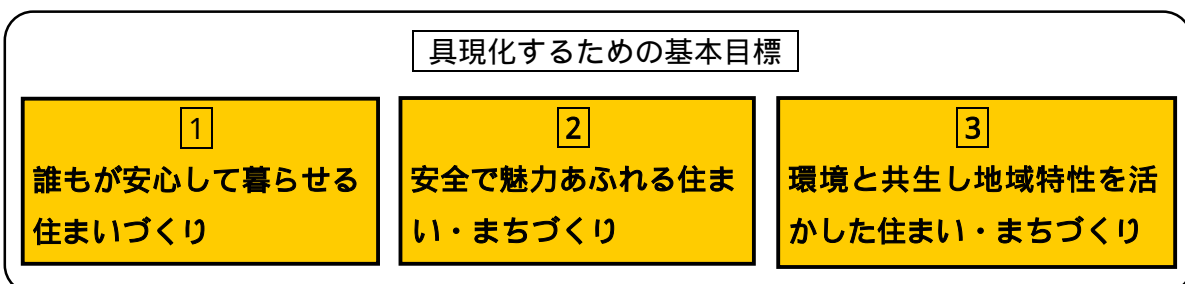 具現化するための基本目標
1
誰もが安心して暮らせる
住まいづくり
2
安全で魅力あふれる住ま
い・まちづくり
3
環境と共生し地域特性を活
かした住まい・まちづくり